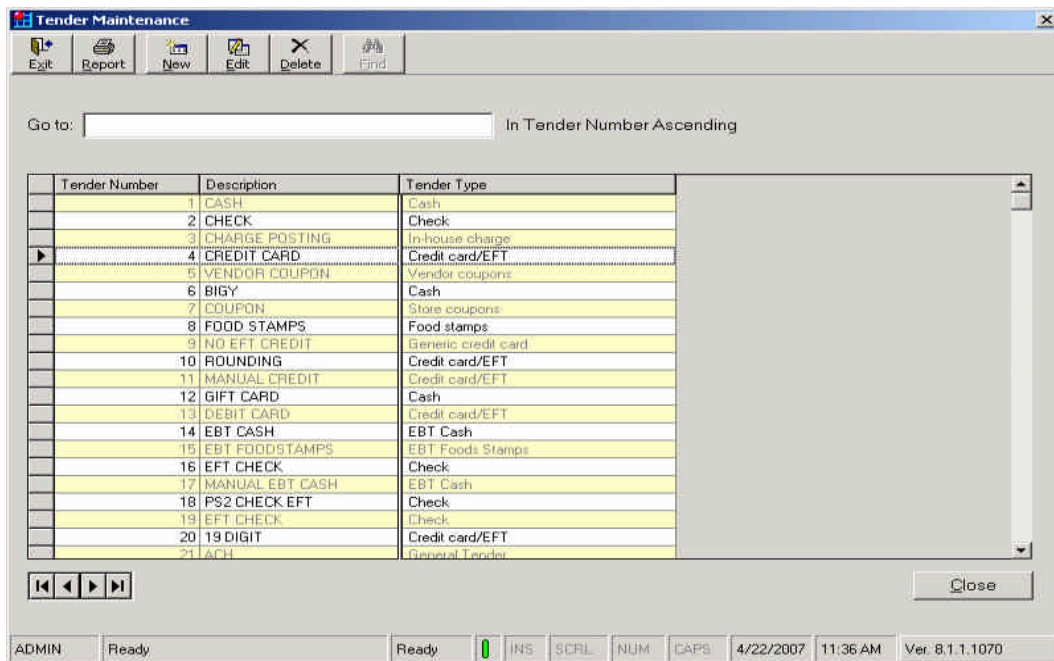 Tender Maintenance
Exit Report New Edit Delete Find
Go to: In Tender Number Ascending
Tender Number Description Tender Type
1 CASH Cash
2 CHECK Check
3 CHARGE POSTING In-house charge
4 CREDIT CARD Credit card/EFT
5 VENDOR COUPON Vendor coupons
6 BIGY Cash
7 COUPON Store coupons
8 FOOD STAMPS Food stamps
9 NO EFT CREDIT Generic credit card
10 ROUNDING Credit card/EFT
11 MANUAL CREDIT Credit card/EFT
12 GIFT CARD Cash
13 DEBIT CARD Credit card/EFT
14 EBT CASH EBT Cash
15 EBT FOODSTAMPS EBT Foods Stamps
16 EFT CHECK Check
17 MANUAL EBT CASH EBT Cash
18 PS2 CHECK EFT Check
19 EFT CHECK Check
20 19 DIGIT Credit card/EFT
21 ACH General Tender
Close
ADMIN Ready Ready INS SCRL NUM CAPS 4/22/2007 11:36 AM Ver. 8.1.1.1070